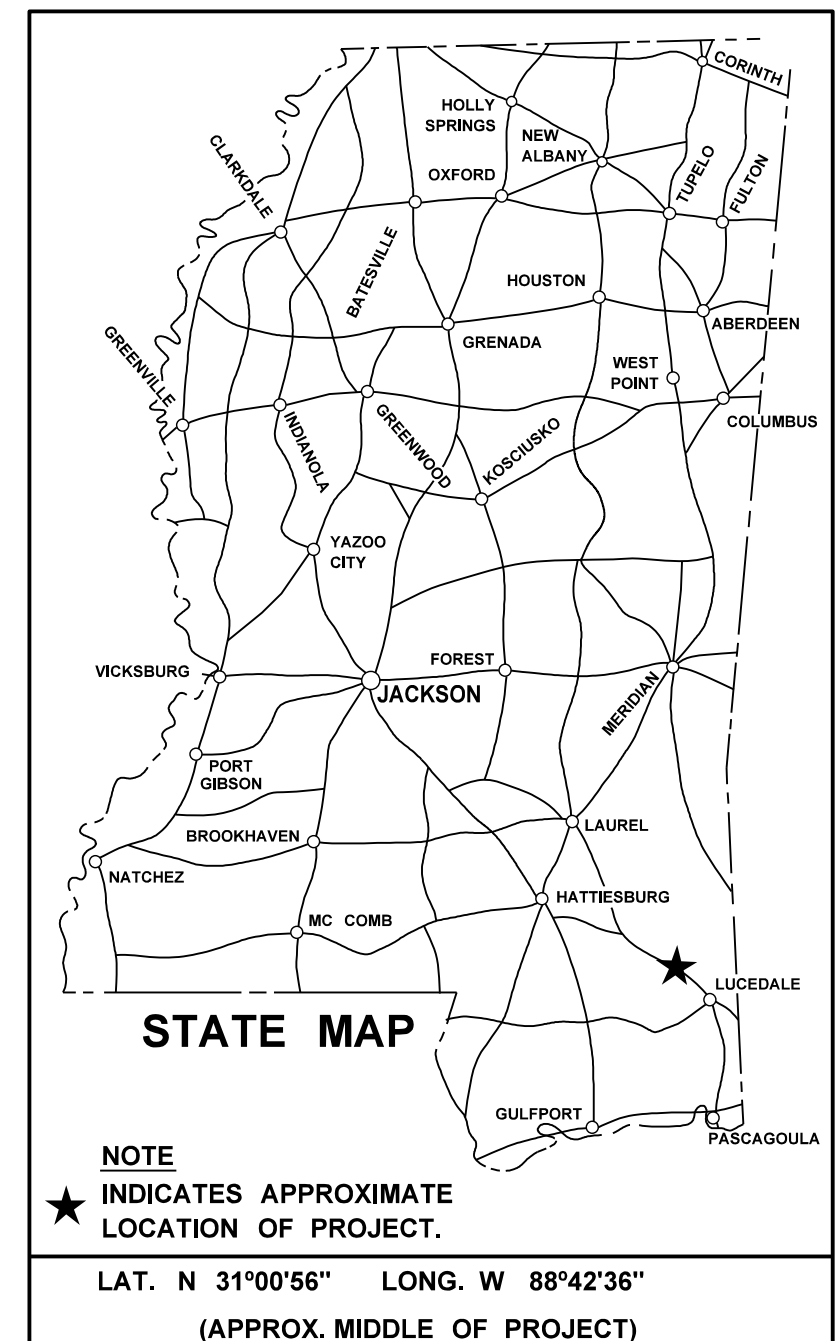 CORINTH
HOLLY
SPRINGS
NEW
ALBANY
CLARKDALE
OXFORD
TUPELO
FULTON
BATESVILLE
HOUSTON
GREENVILLE
GRENADA
ABERDEEN
WEST
POINT
INDIANOLA
GREENWOOD
KOSCIUSKO
COLUMBUS
YAZOO
CITY
VICKSBURG
FOREST
JACKSON
MERIDIAN
PORT
GIBSON
BROOKHAVEN
LAUREL
NATCHEZ
HATTIESBURG
MC COMB
LUCEDALE
STATE MAP
GULFPORT
PASCAGOULA
NOTE
INDICATES APPROXIMATE
LOCATION OF PROJECT.
LAT. N 31º00'56" LONG. W 88º42'36"
(APPROX. MIDDLE OF PROJECT)